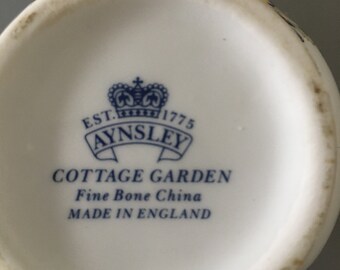 EST. 1775
AYNSLEY
COTTAGE GARDEN
Fine Bone China
MADE IN ENGLAND